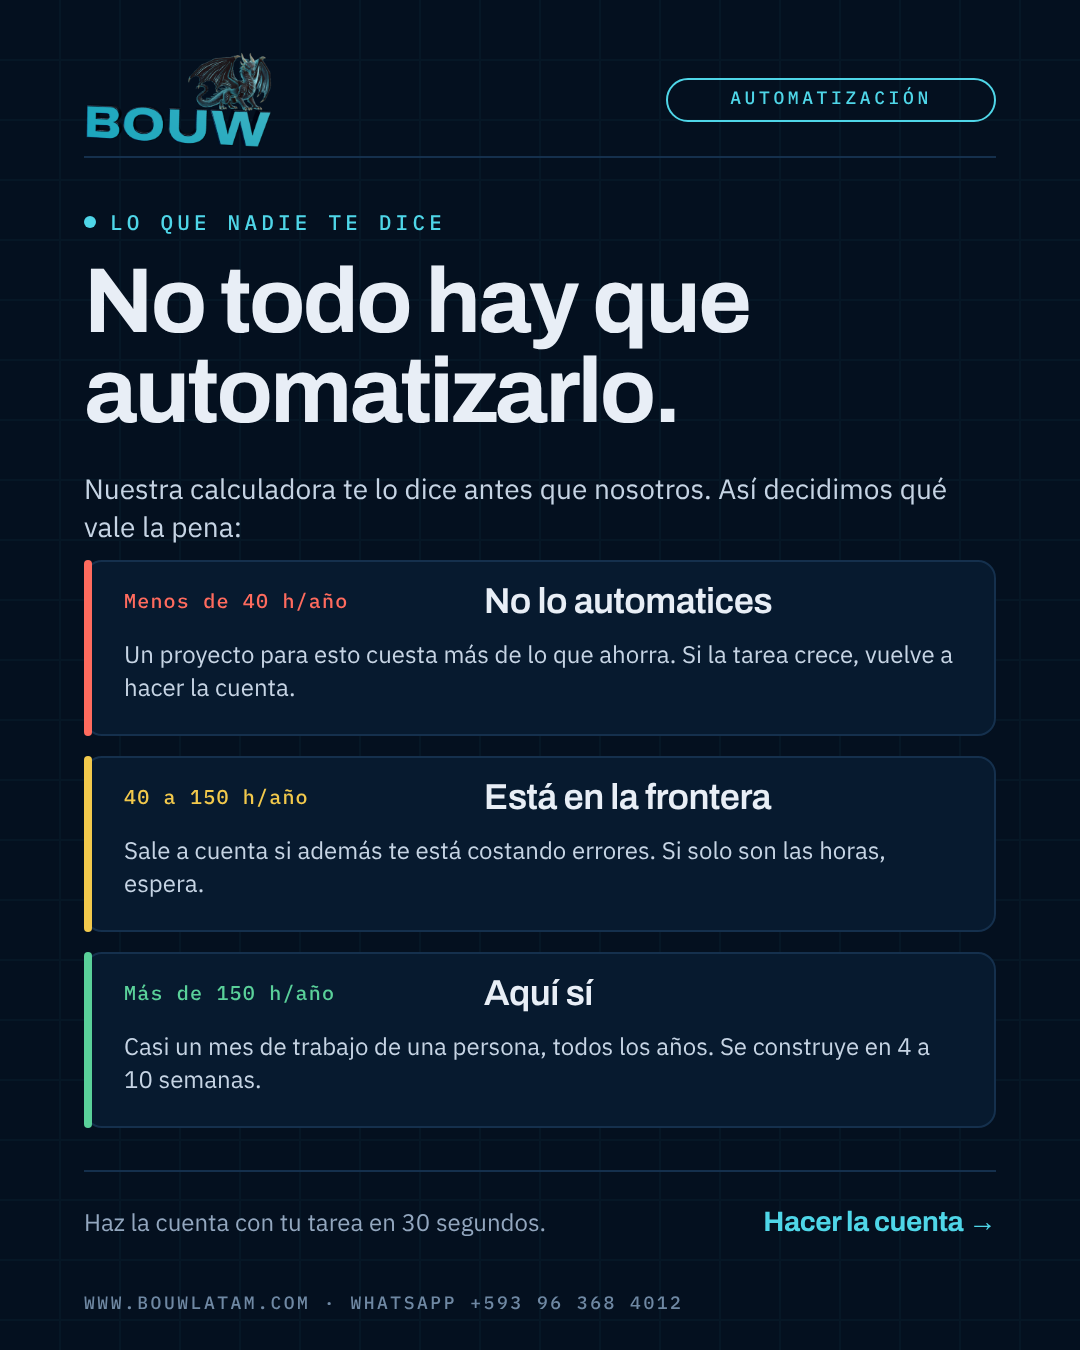 BOUW
AUTOMATIZACIÓN
LO QUE NADIE TE DICE
No todo hay que
automatizarlo.
Nuestra calculadora te lo dice antes que nosotros. Así decidimos qué
vale la pena:
Menos de 40 h/año
No lo automatices
Un proyecto para esto cuesta más de lo que ahorra. Si la tarea crece, vuelve a
hacer la cuenta.
40 a 150 h/año
Está en la frontera
Sale a cuenta si además te está costando errores. Si solo son las horas,
espera.
Más de 150 h/año
Aquí sí
Casi un mes de trabajo de una persona, todos los años. Se construye en 4 a
10 semanas.
Haz la cuenta con tu tarea en 30 segundos.
Hacer la cuenta →
WWW.BOUWLATAM.COM · WHATSAPP +593 96 368 4012